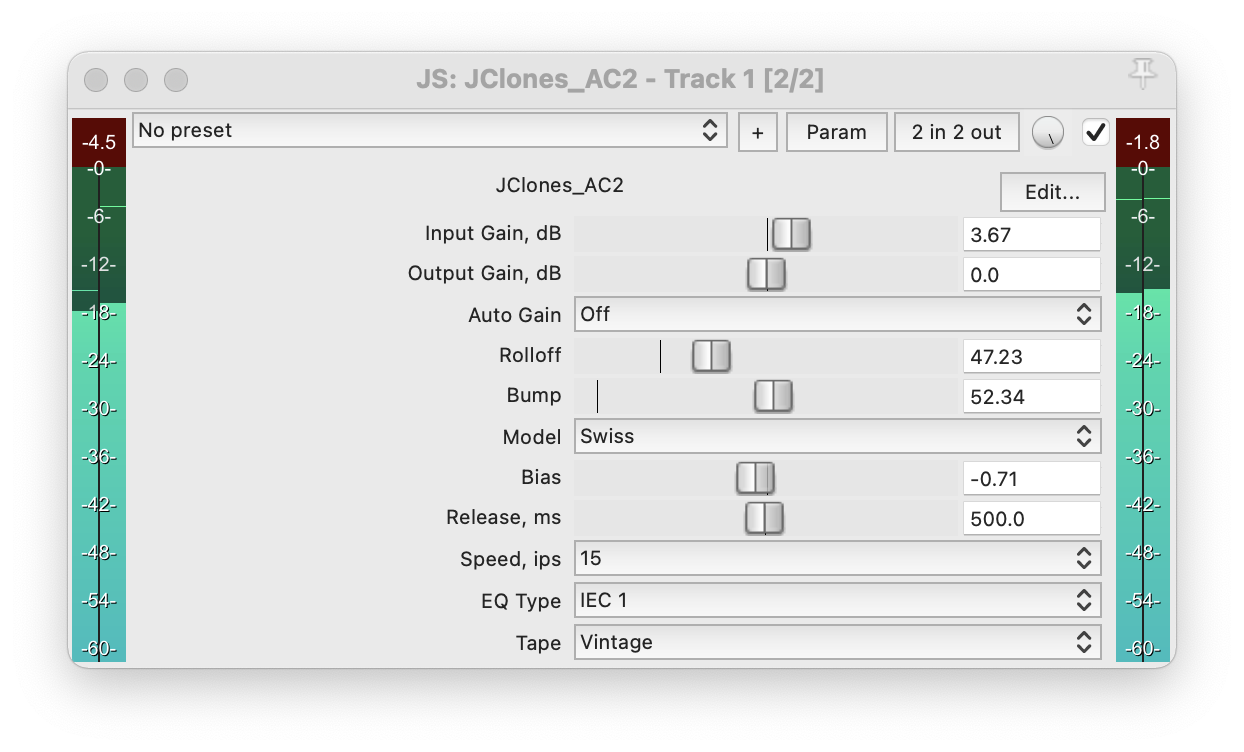 JS: JClones_AC2 - Track 1 [2/2]
No preset
+
Param
2 in 2 out
JClones_AC2
Edit...
Input Gain, dB 3.67
Output Gain, dB 0.0
Auto Gain Off
Rolloff 47.23
Bump 52.34
Model Swiss
Bias -0.71
Release, ms 500.0
Speed, ips 15
EQ Type IEC 1
Tape Vintage
-4.5
-0-
-6-
-12-
-18-
-24-
-30-
-36-
-42-
-48-
-54-
-60-
-1.8
-0-
-6-
-12-
-18-
-24-
-30-
-36-
-42-
-48-
-54-
-60-